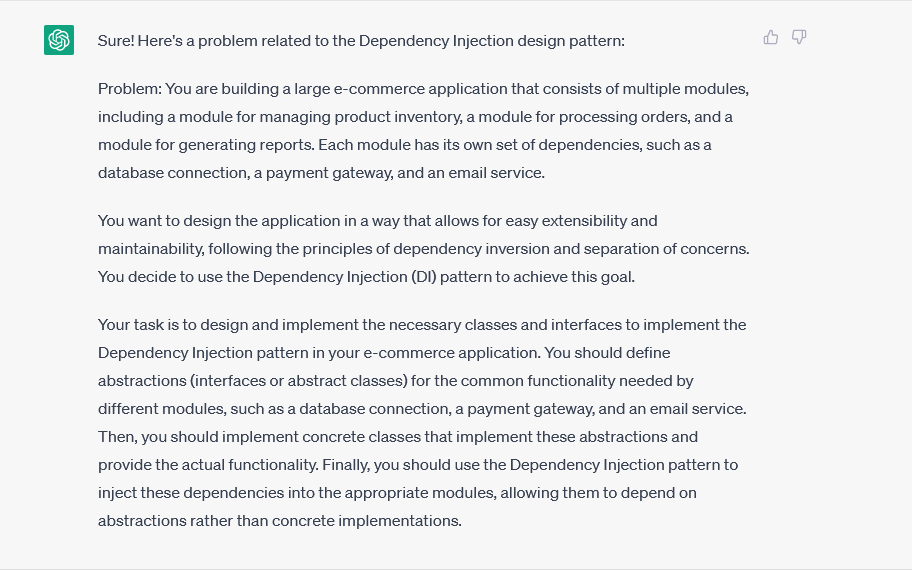 Sure! Here's a problem related to the Dependency Injection design pattern:
Problem: You are building a large e-commerce application that consists of multiple modules,
including a module for managing product inventory, a module for processing orders, and a
module for generating reports. Each module has its own set of dependencies, such as a
database connection, a payment gateway, and an email service.
You want to design the application in a way that allows for easy extensibility and
maintainability, following the principles of dependency inversion and separation of concerns.
You decide to use the Dependency Injection (DI) pattern to achieve this goal.
Your task is to design and implement the necessary classes and interfaces to implement the
Dependency Injection pattern in your e-commerce application. You should define
abstractions (interfaces or abstract classes) for the common functionality needed by
different modules, such as a database connection, a payment gateway, and an email service.
Then, you should implement concrete classes that implement these abstractions and
provide the actual functionality. Finally, you should use the Dependency Injection pattern to
inject these dependencies into the appropriate modules, allowing them to depend on
abstractions rather than concrete implementations.